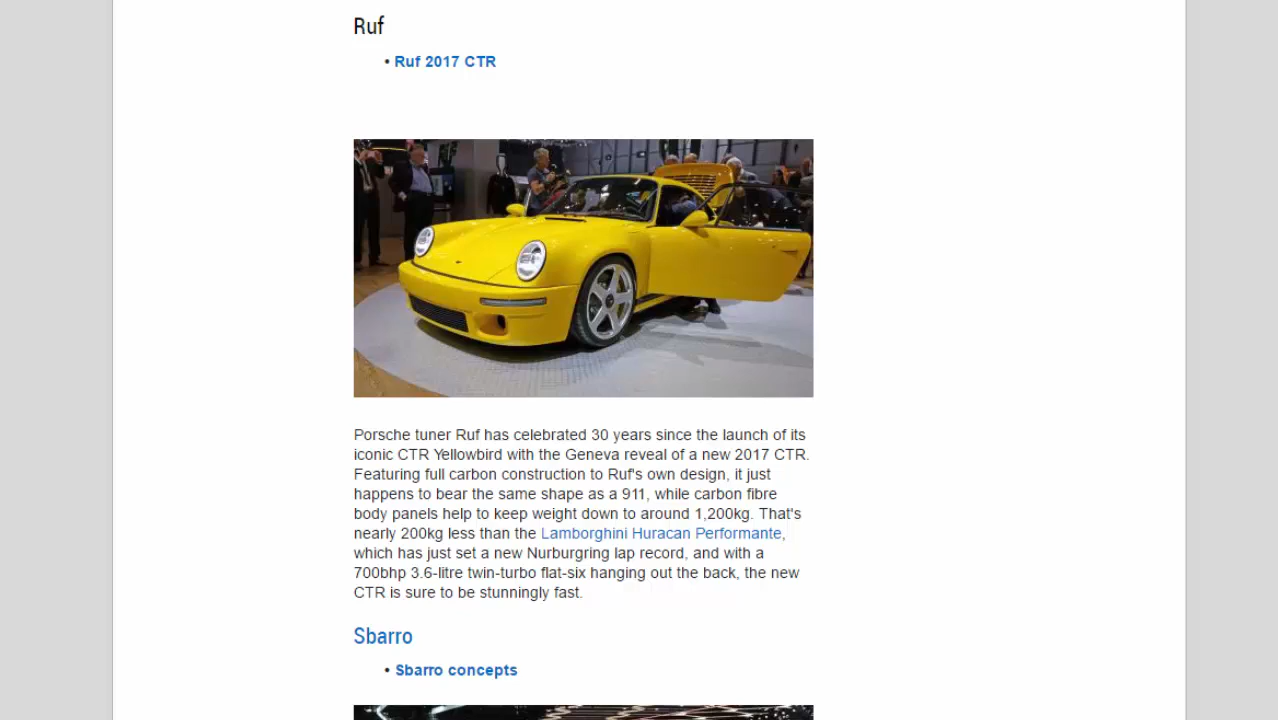 Ruf
• Ruf 2017 CTR
Porsche tuner Ruf has celebrated 30 years since the launch of its
iconic CTR Yellowbird with the Geneva reveal of a new 2017 CTR.
Featuring full carbon construction to Ruf's own design, it just
happens to bear the same shape as a 911, while carbon fibre
body panels help to keep weight down to around 1,200kg. That's
nearly 200kg less than the Lamborghini Huracan Performante,
which has just set a new Nurburgring lap record, and with a
700bhp 3.6-litre twin-turbo flat-six hanging out the back, the new
CTR is sure to be stunningly fast.
Sbarro
• Sbarro concepts